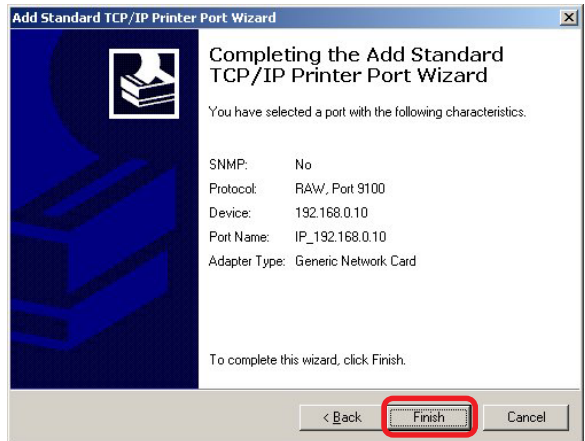 Add Standard TCP/IP Printer Port Wizard
Completing the Add Standard
TCP/IP Printer Port Wizard
You have selected a port with the following characteristics.
SNMP: No
Protocol: RAW, Port 9100
Device: 192.168.0.10
Port Name: IP_192.168.0.10
Adapter Type: Generic Network Card
To complete this wizard, click Finish.
< Back Finish Cancel